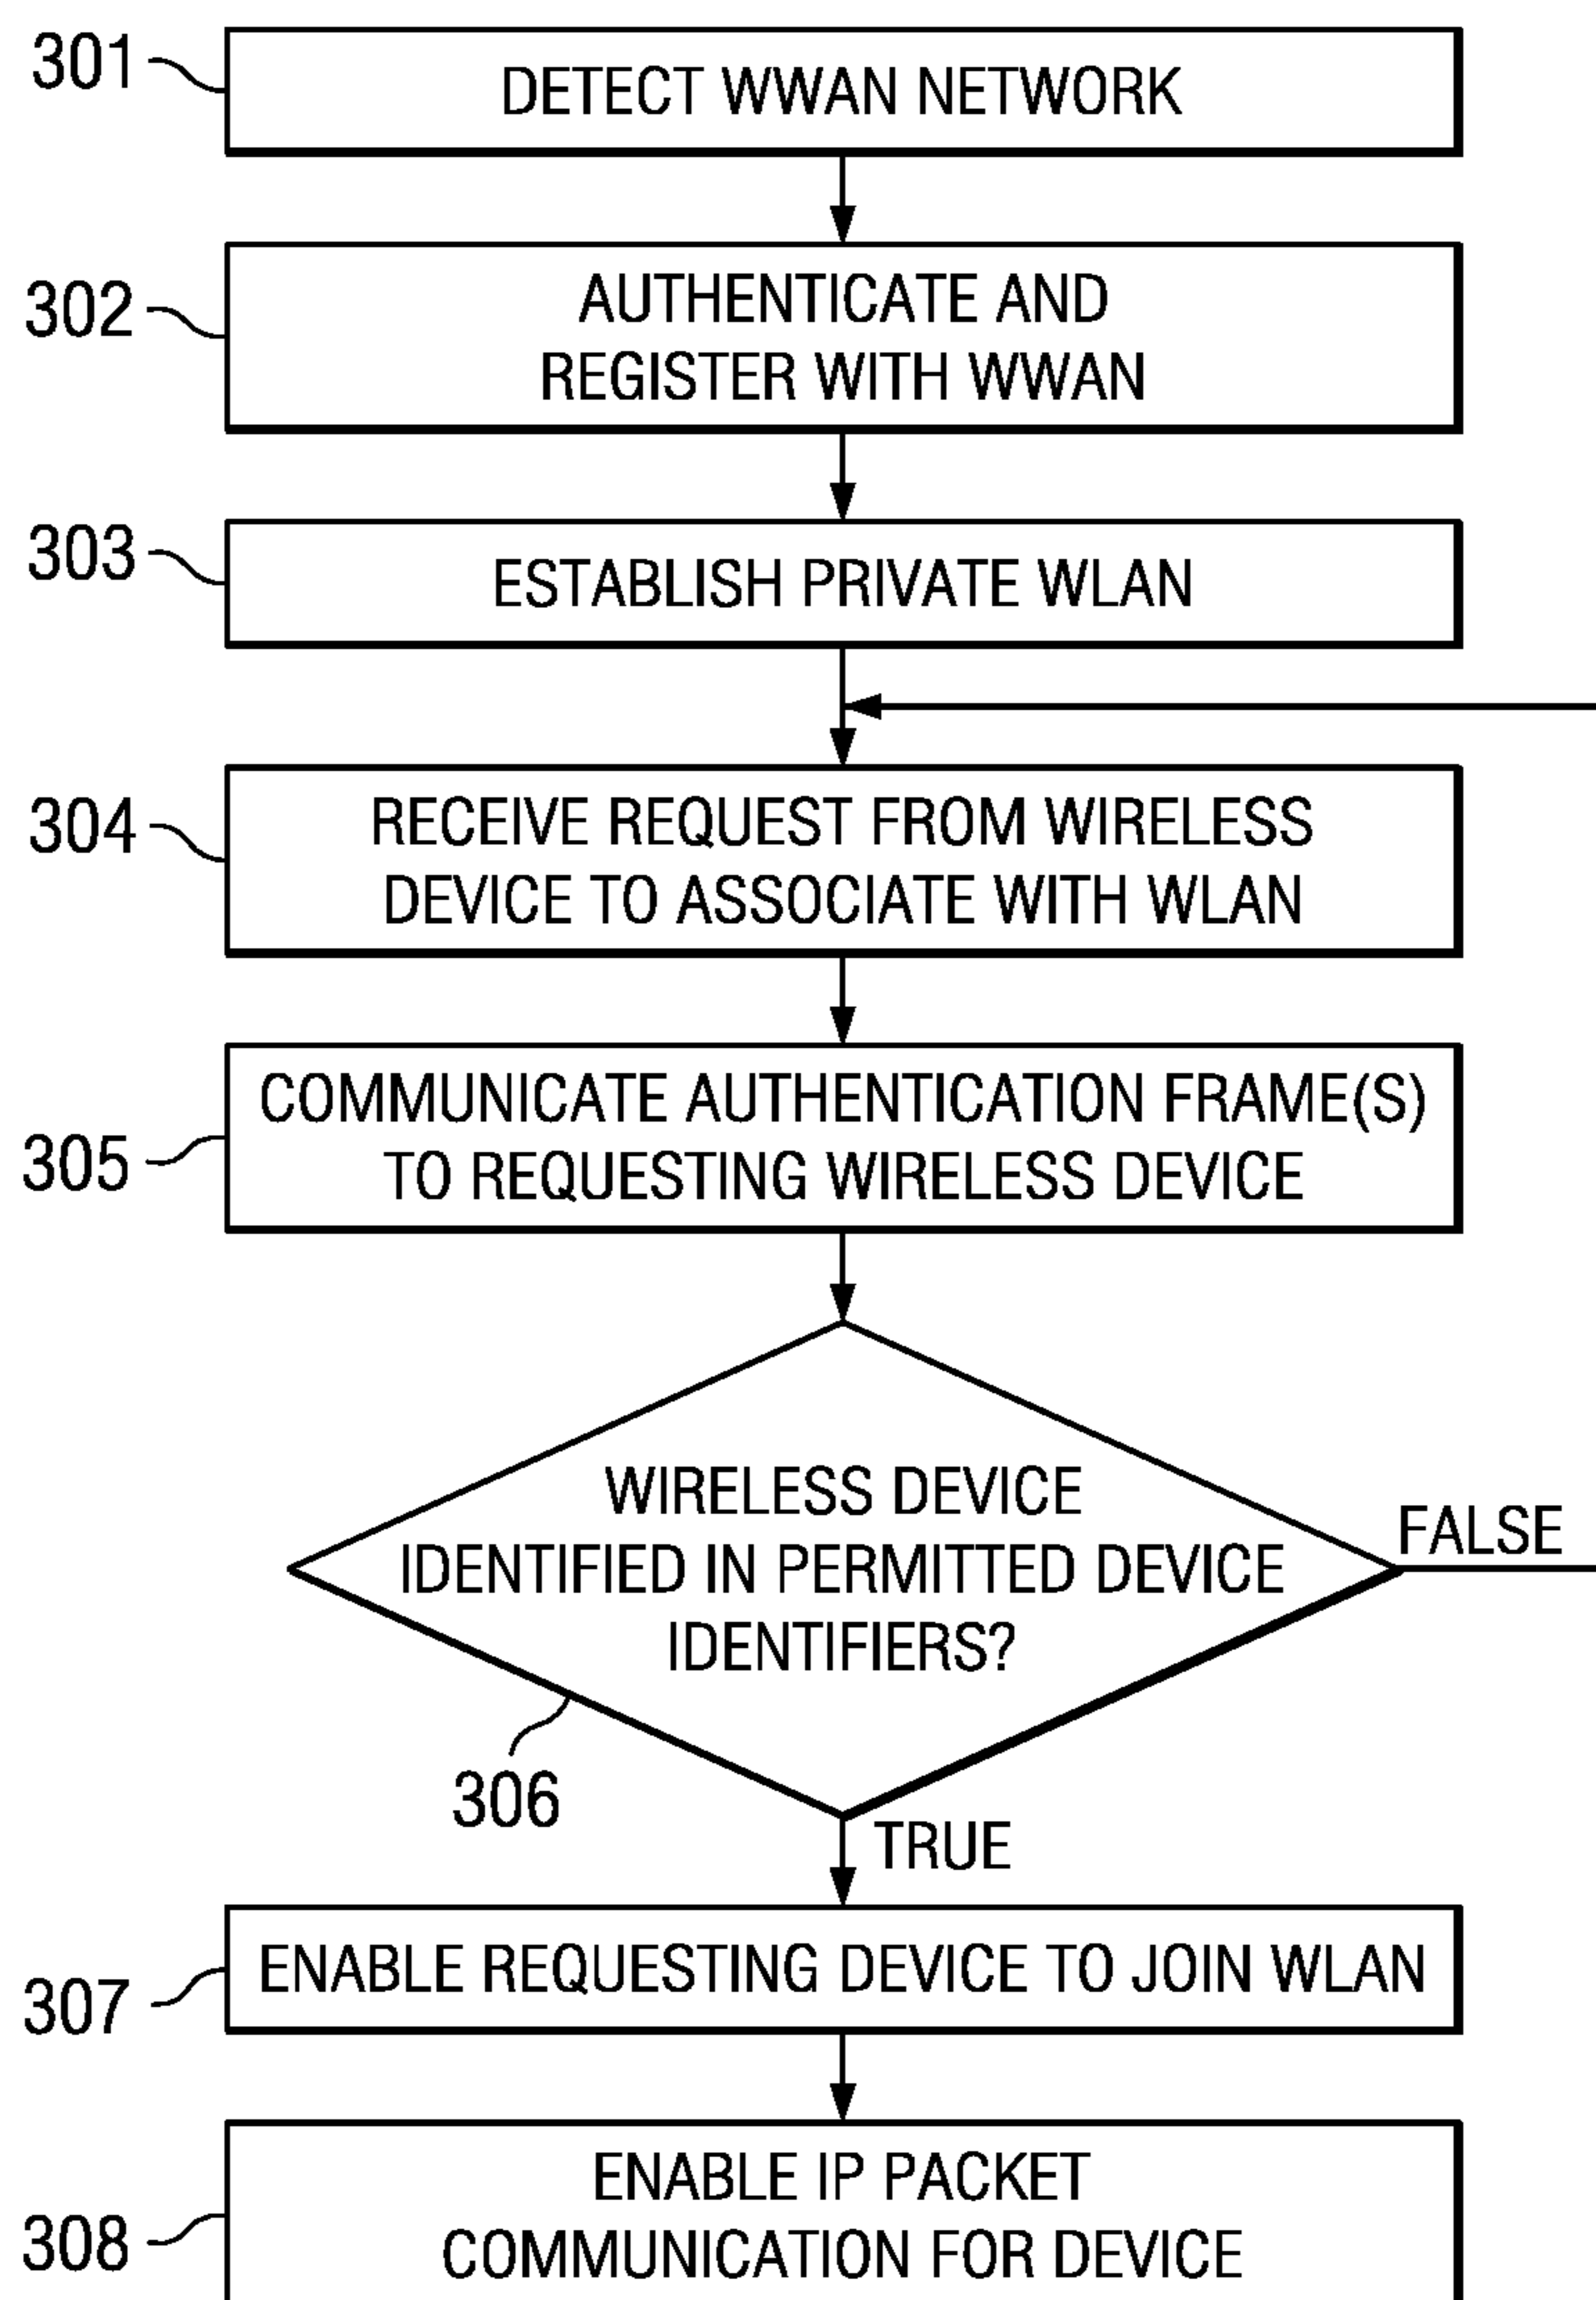 301
DETECT WWAN NETWORK
302
AUTHENTICATE AND
REGISTER WITH WWAN
303
ESTABLISH PRIVATE WLAN
304
RECEIVE REQUEST FROM WIRELESS
DEVICE TO ASSOCIATE WITH WLAN
305
COMMUNICATE AUTHENTICATION FRAME(S)
TO REQUESTING WIRELESS DEVICE
WIRELESS DEVICE
IDENTIFIED IN PERMITTED DEVICE
IDENTIFIERS?
FALSE
306
TRUE
307
ENABLE REQUESTING DEVICE TO JOIN WLAN
308
ENABLE IP PACKET
COMMUNICATION FOR DEVICE